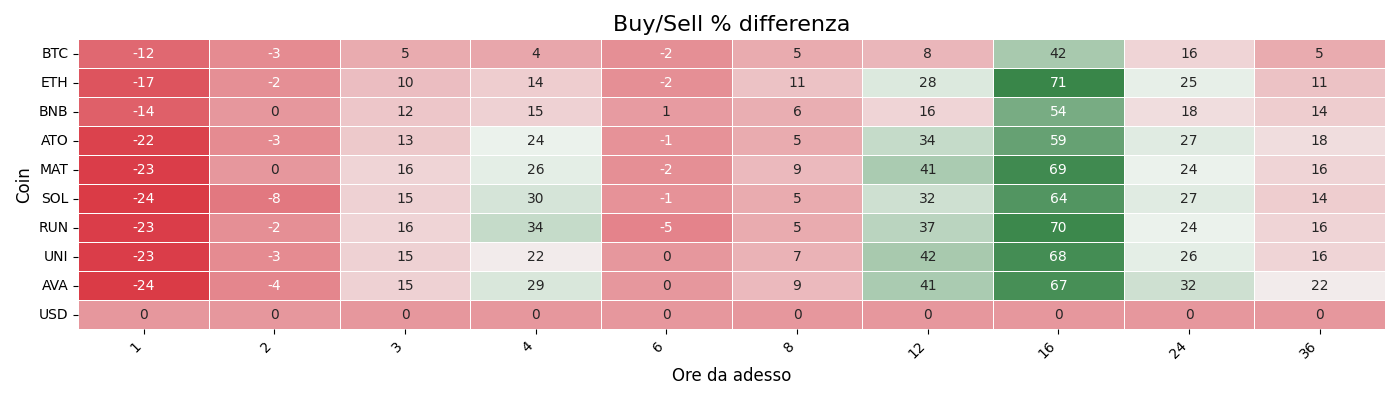 Buy/Sell % differenza
Coin
BTC -12 -3 5 4 -2 5 8 42 16 5
ETH -17 -2 10 14 -2 11 28 71 25 11
BNB -14 0 12 15 1 6 16 54 18 14
ATO -22 -3 13 24 -1 5 34 59 27 18
MAT -23 0 16 26 -2 9 41 69 24 16
SOL -24 -8 15 30 -1 5 32 64 27 14
RUN -23 -2 16 34 -5 5 37 70 24 16
UNI -23 -3 15 22 0 7 42 68 26 16
AVA -24 -4 15 29 0 9 41 67 32 22
USD 0 0 0 0 0 0 0 0 0 0
1 2 3 4 6 8 12 16 24 36
Ore da adesso